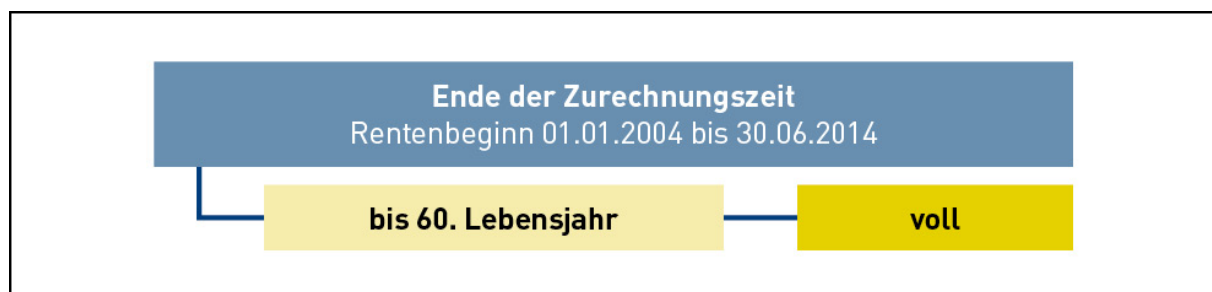 Ende der Zurechnungszeit
Rentenbeginn 01.01.2004 bis 30.06.2014
bis 60. Lebensjahr
voll